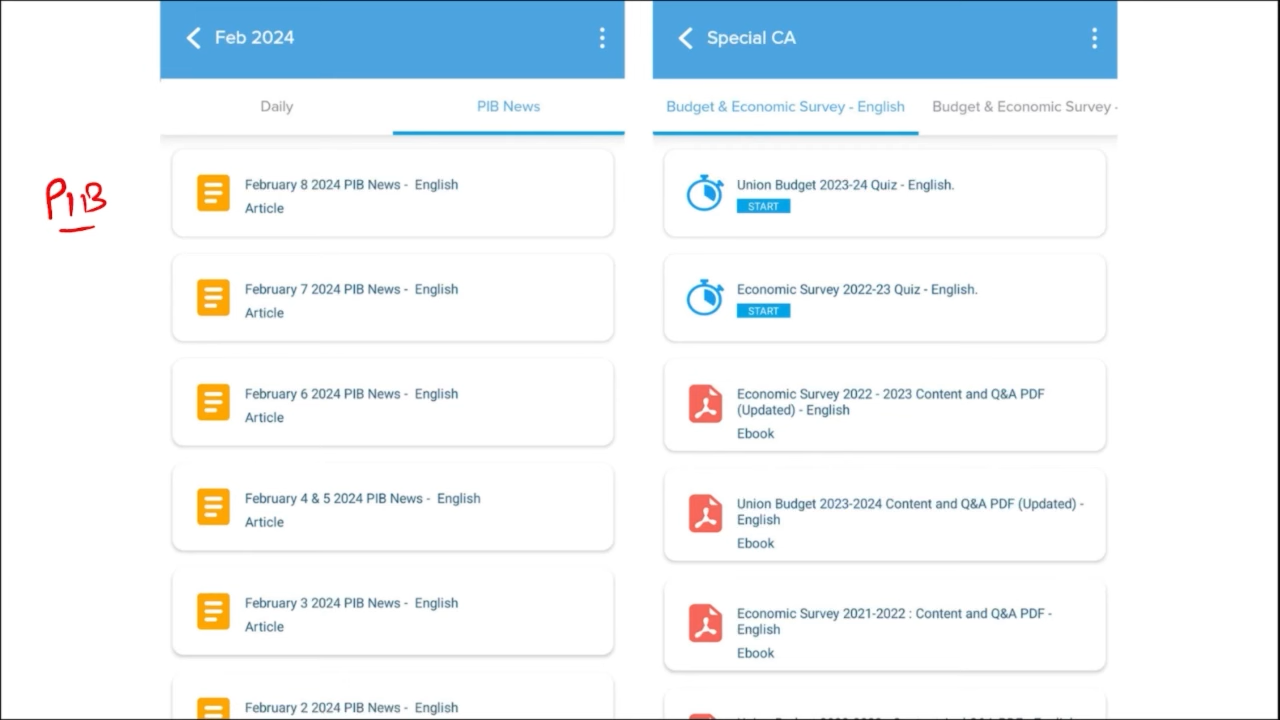 PIB
Feb 2024
Daily
PIB News
February 8 2024 PIB News - English
Article
February 7 2024 PIB News - English
Article
February 6 2024 PIB News - English
Article
February 4 & 5 2024 PIB News - English
Article
February 3 2024 PIB News - English
Article
February 2 2024 PIB News - English
Special CA
Budget & Economic Survey - English
Budget & Economic Survey -
Union Budget 2023-24 Quiz - English.
START
Economic Survey 2022-23 Quiz - English.
START
Economic Survey 2022 - 2023 Content and Q&A PDF
(Updated) - English
Ebook
Union Budget 2023-2024 Content and Q&A PDF (Updated) -
English
Ebook
Economic Survey 2021-2022 : Content and Q&A PDF -
English
Ebook